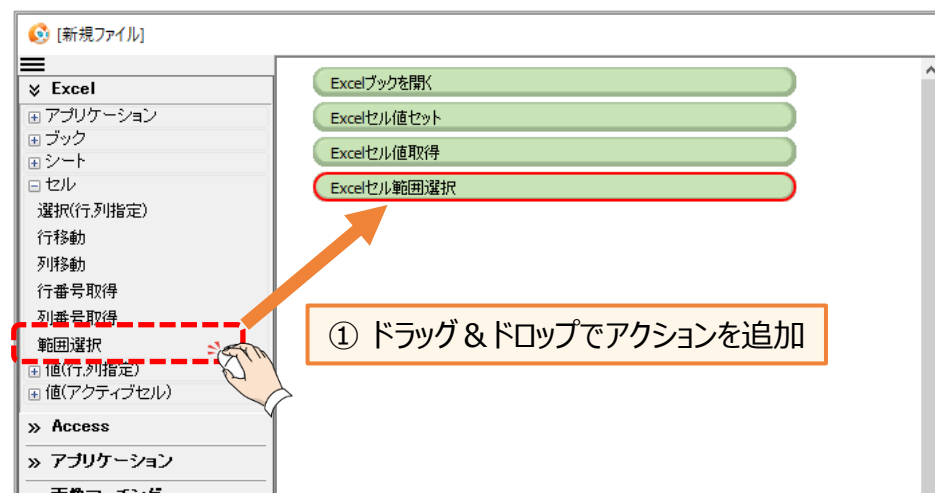 [新規ファイル]
Excel
アプリケーション
ブック
シート
セル
選択(行,列指定)
行移動
列移動
行番号取得
列番号取得
範囲選択
値(行,列指定)
値(アクティブセル)
Access
アプリケーション
Excelブックを開く
Excelセル値セット
Excelセル値取得
Excelセル範囲選択
① ドラッグ&ドロップでアクションを追加